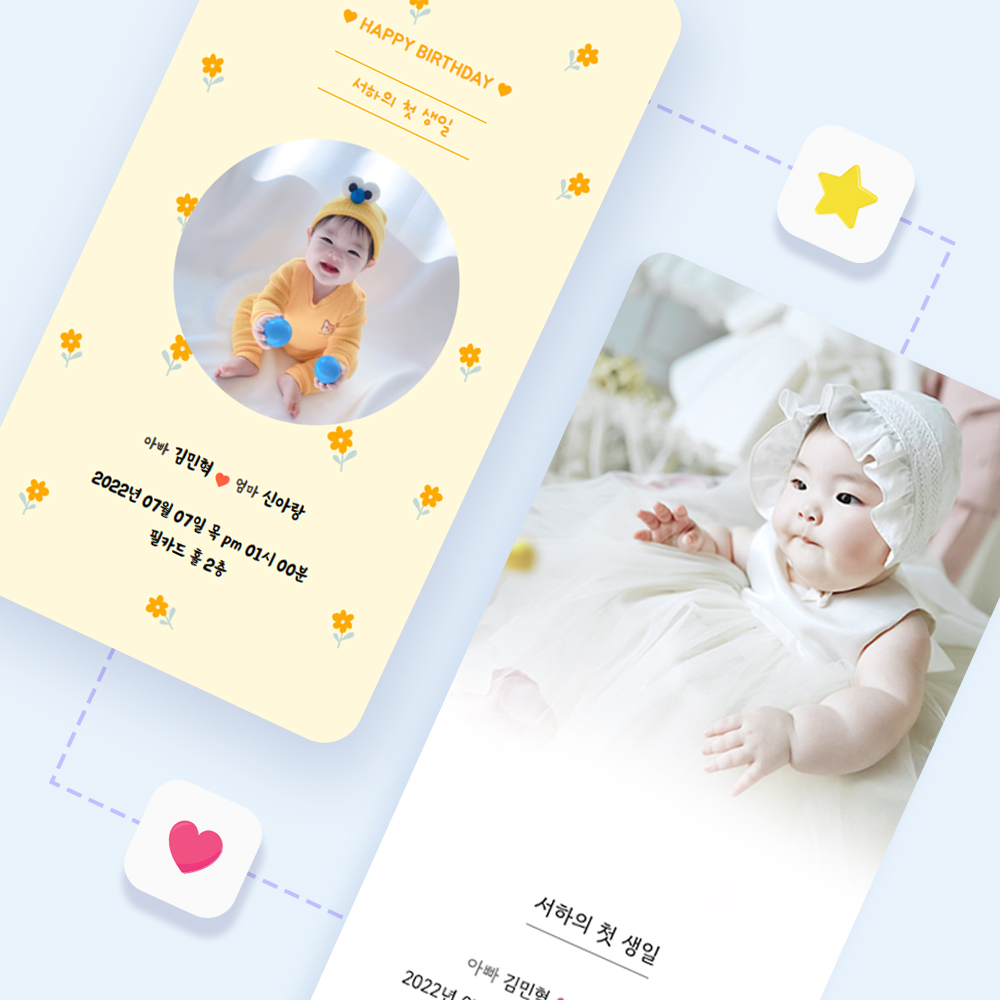 HAPPY BIRTHDAY
서하의 첫 생일
아빠 김민혁 엄마 신아랑
2022년 07월 07일 목 pm 01시 00분
필카드 홀 2층
서하의 첫 생일
아빠 김민혁
2022년